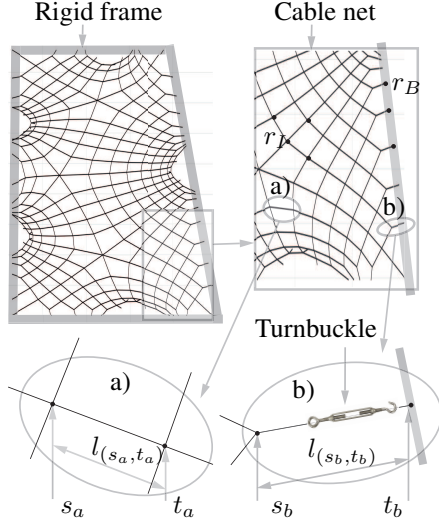 Rigid frame
Cable net
r_B
r_I
a)
b)
Turnbuckle
a)
b)
l_(s_a, t_a)
l_(s_b, t_b)
s_a
t_a
s_b
t_b